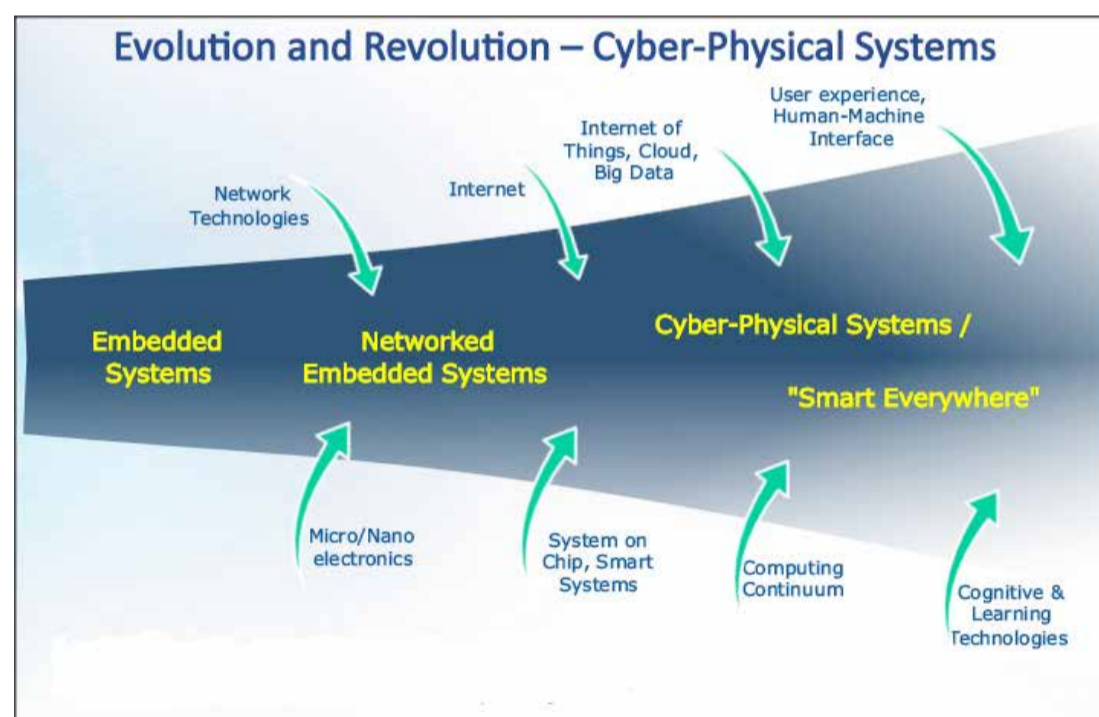 Evolution and Revolution – Cyber-Physical Systems
User experience,
Human-Machine
Interface
Internet of
Things, Cloud,
Big Data
Internet
Network
Technologies
Embedded
Systems
Networked
Embedded Systems
Cyber-Physical Systems /
"Smart Everywhere"
Micro/Nano
electronics
System on
Chip, Smart
Systems
Computing
Continuum
Cognitive &
Learning
Technologies